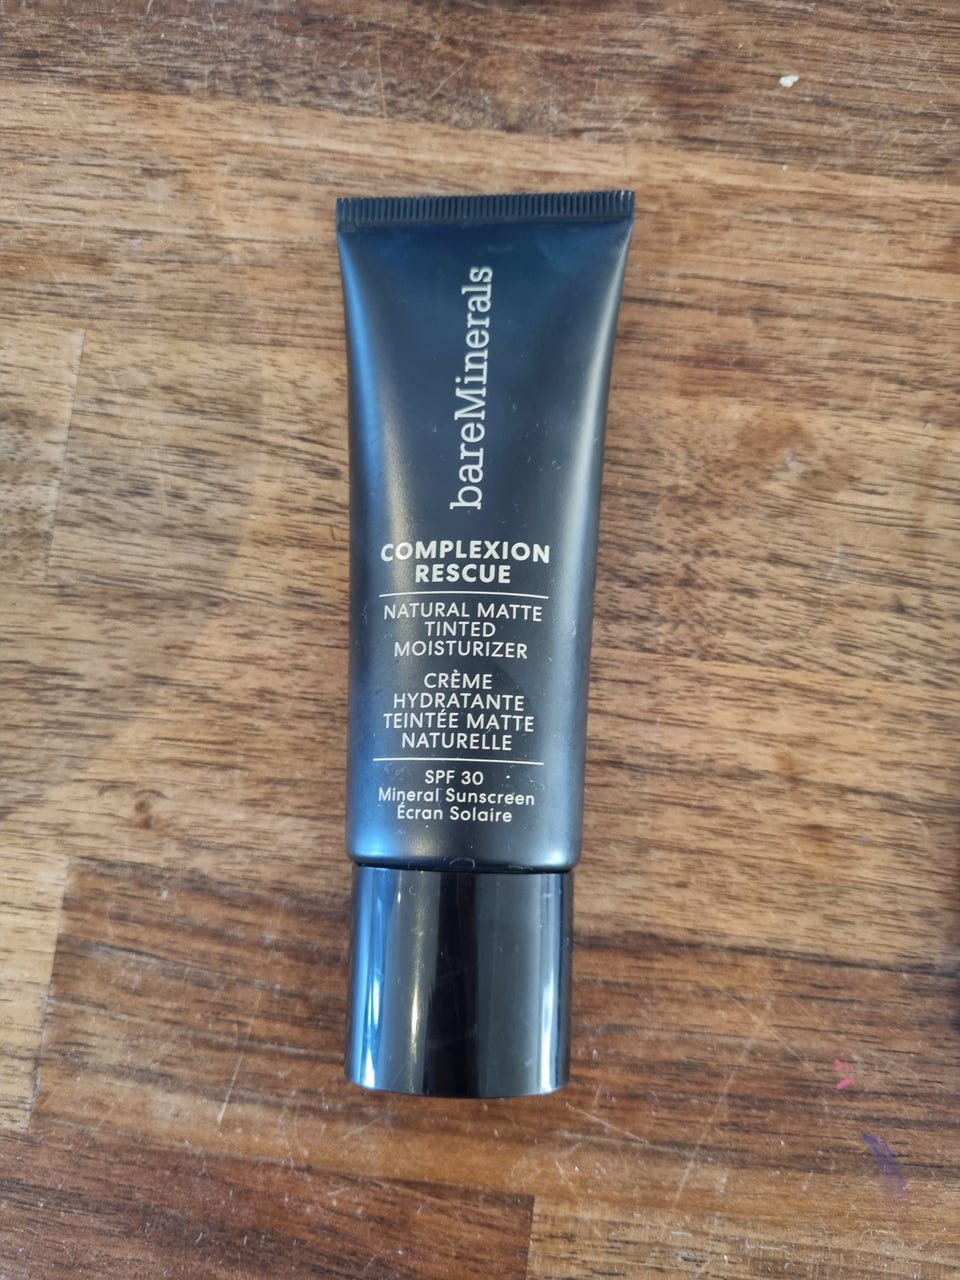 bareMinerals
COMPLEXION
RESCUE
NATURAL MATTE
TINTED
MOISTURIZER
CRÈME
HYDRATANTE
TEINTÉE MATTE
NATURELLE
SPF 30
Mineral Sunscreen
Écran Solaire